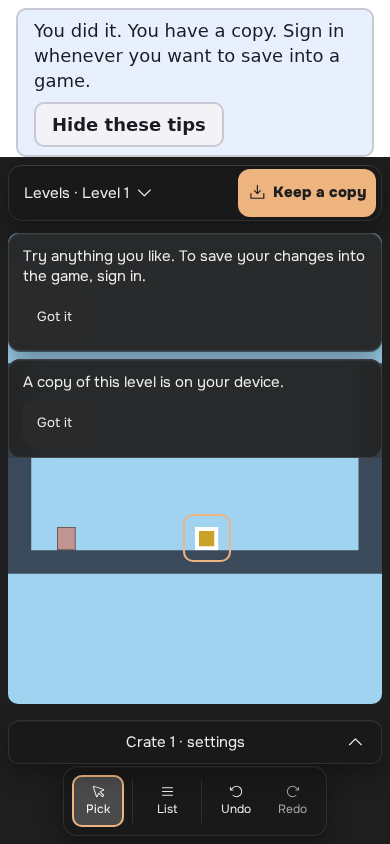 You did it. You have a copy. Sign in
whenever you want to save into a
game.
Hide these tips
Levels · Level 1
Keep a copy
Try anything you like. To save your changes into
the game, sign in.
Got it
A copy of this level is on your device.
Got it
Crate 1 · settings
Pick
List
Undo
Redo